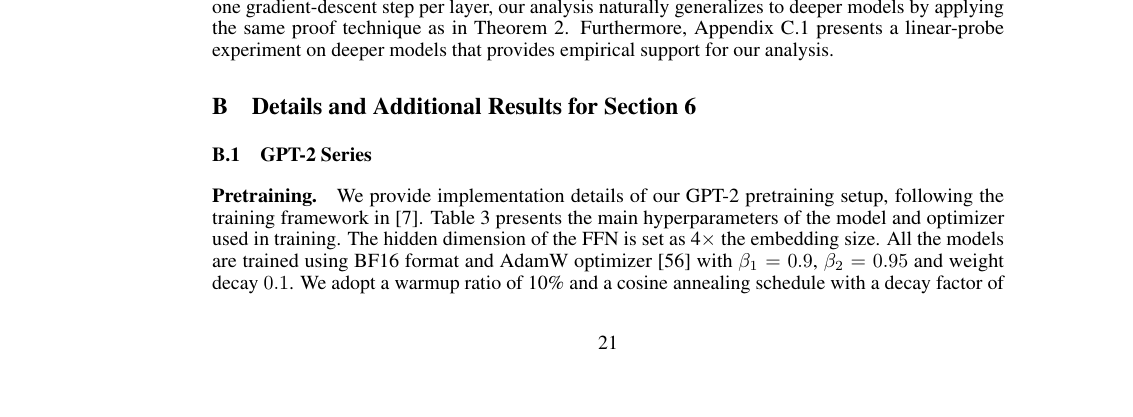 one gradient-descent step per layer, our analysis naturally generalizes to deeper models by applying
the same proof technique as in Theorem 2. Furthermore, Appendix C.1 presents a linear-probe
experiment on deeper models that provides empirical support for our analysis.
B Details and Additional Results for Section 6
B.1 GPT-2 Series
Pretraining. We provide implementation details of our GPT-2 pretraining setup, following the
training framework in [7]. Table 3 presents the main hyperparameters of the model and optimizer
used in training. The hidden dimension of the FFN is set as 4× the embedding size. All the models
are trained using BF16 format and AdamW optimizer [56] with β₁ = 0.9, β₂ = 0.95 and weight
decay 0.1. We adopt a warmup ratio of 10% and a cosine annealing schedule with a decay factor of
21